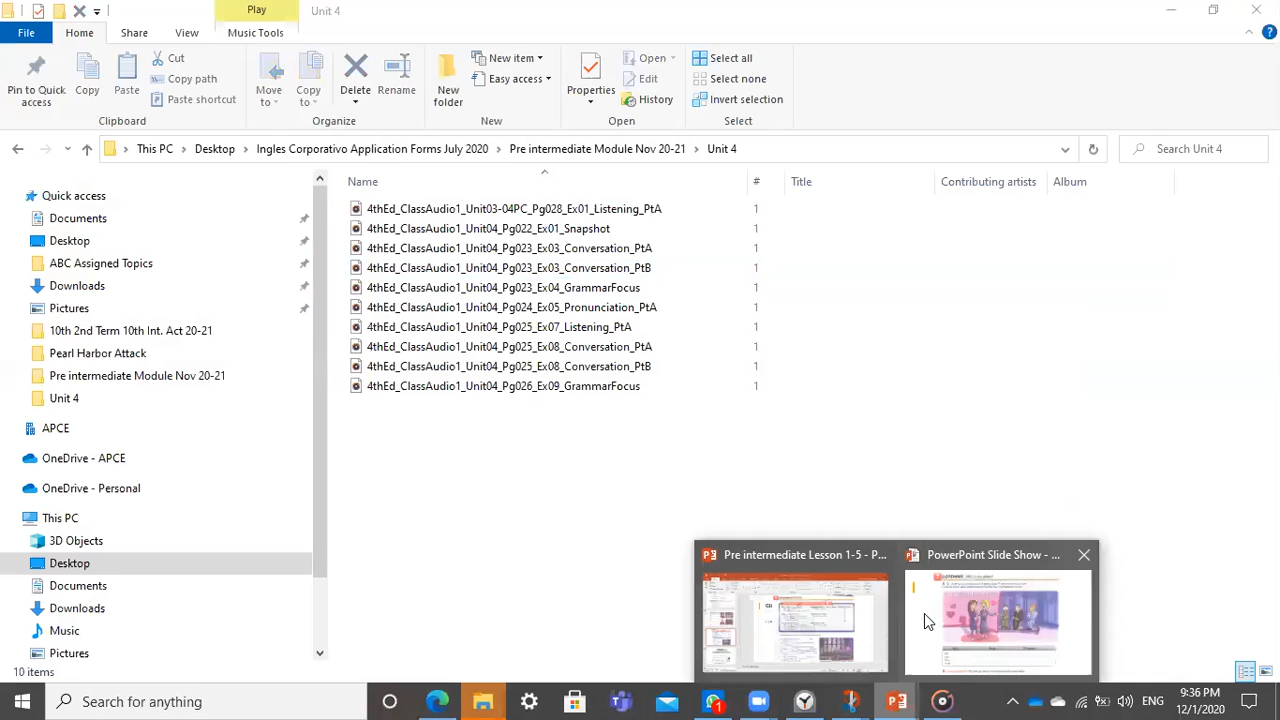 Play
Unit 4
File
Home
Share
View
Music Tools
Pin to Quick access
Copy
Paste
Cut
Copy path
Paste shortcut
Clipboard
Move to
Copy to
Delete
Rename
Organize
New folder
New item
Easy access
New
Properties
Open
Edit
History
Open
Select all
Select none
Invert selection
Select
This PC
Desktop
Ingles Corporativo Application Forms July 2020
Pre intermediate Module Nov 20-21
Unit 4
Search Unit 4
Name
#
Title
Contributing artists
Album
Quick access
Documents
Desktop
ABC Assigned Topics
Downloads
Pictures
10th 2nd Term 10th Int. Act 20-21
Pearl Harbor Attack
Pre intermediate Module Nov 20-21
Unit 4
APCE
OneDrive - APCE
OneDrive - Personal
This PC
3D Objects
Desktop
Documents
Downloads
Music
Pictures
4thEd_ClassAudio1_Unit03-04PC_Pg028_Ex01_Listening_PtA 1
4thEd_ClassAudio1_Unit04_Pg022_Ex01_Snapshot 1
4thEd_ClassAudio1_Unit04_Pg023_Ex03_Conversation_PtA 1
4thEd_ClassAudio1_Unit04_Pg023_Ex03_Conversation_PtB 1
4thEd_ClassAudio1_Unit04_Pg023_Ex04_GrammarFocus 1
4thEd_ClassAudio1_Unit04_Pg024_Ex05_Pronunciation_PtA 1
4thEd_ClassAudio1_Unit04_Pg025_Ex07_Listening_PtA 1
4thEd_ClassAudio1_Unit04_Pg025_Ex08_Conversation_PtA 1
4thEd_ClassAudio1_Unit04_Pg025_Ex08_Conversation_PtB 1
4thEd_ClassAudio1_Unit04_Pg026_Ex09_GrammarFocus 1
Pre intermediate Lesson 1-5 - P...
PowerPoint Slide Show - ...
10 items
Search for anything
1
ENG
9:36 PM
12/1/2020